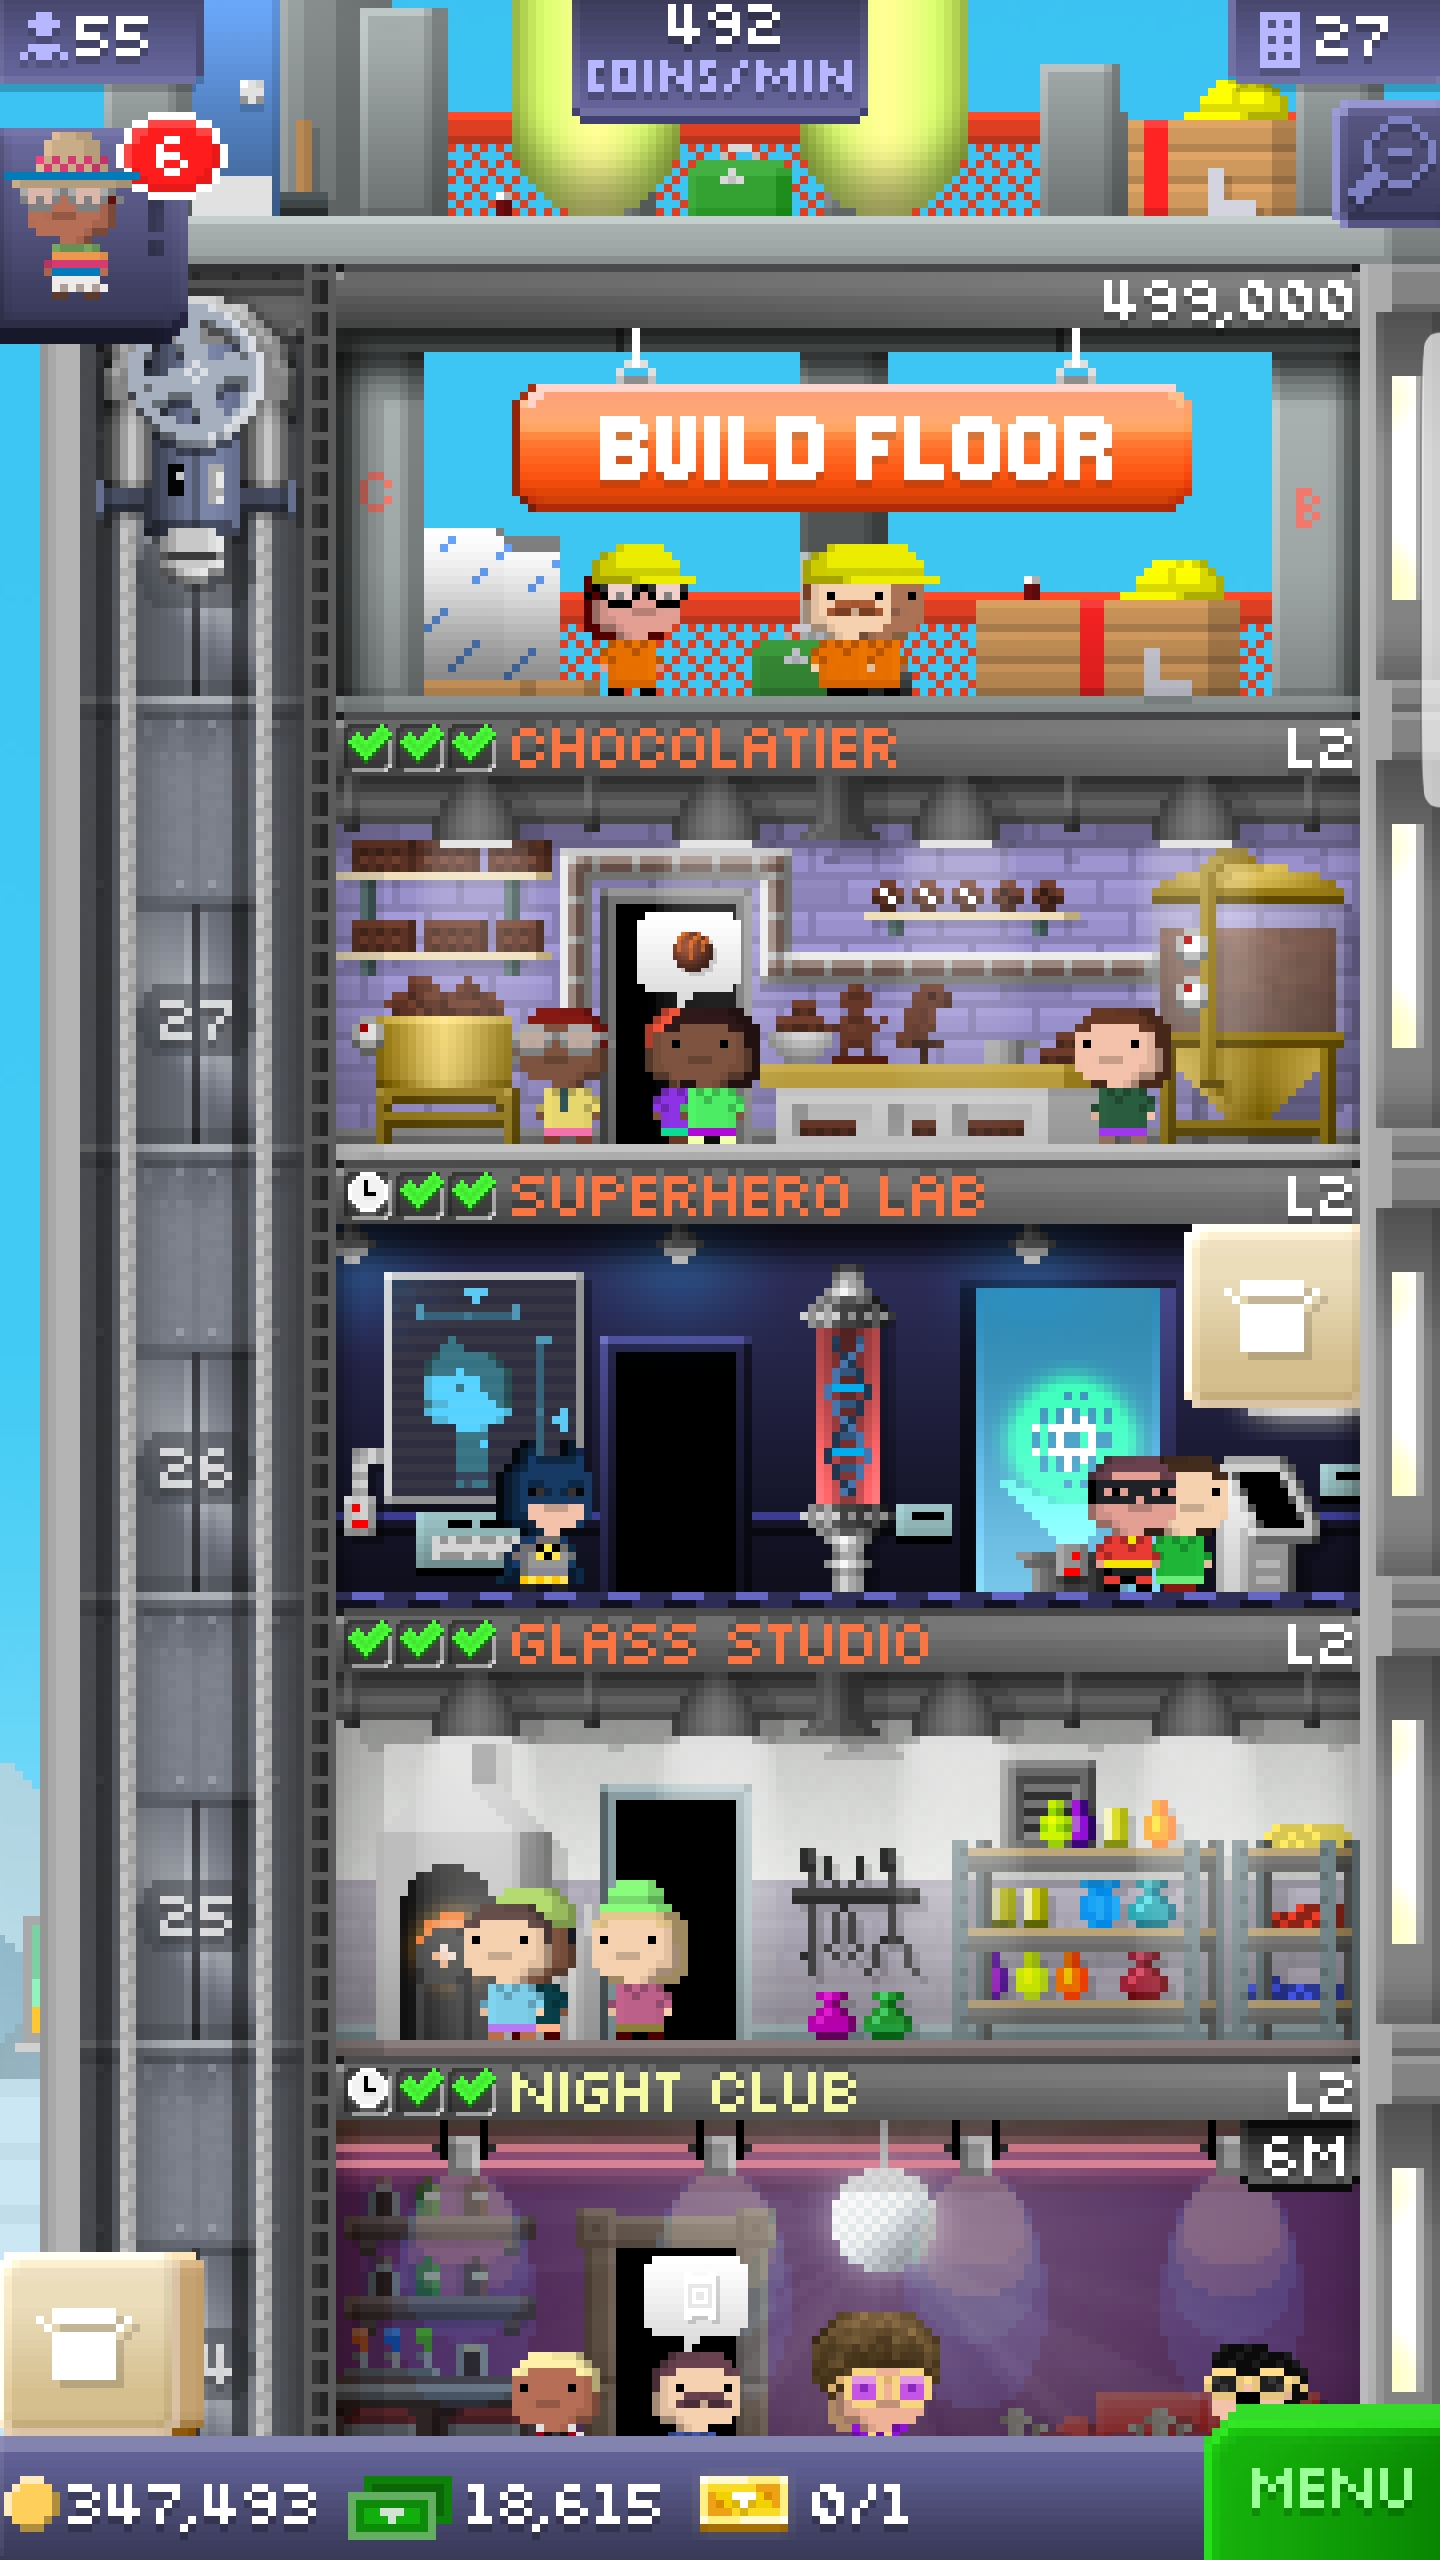 55
492
COINS/MIN
27
6
499,000
BUILD FLOOR
C
B
CHOCOLATIER L2
27
SUPERHERO LAB L2
26
GLASS STUDIO L2
25
NIGHT CLUB L2
6M
4
347,493 18,615 0/1
MENU